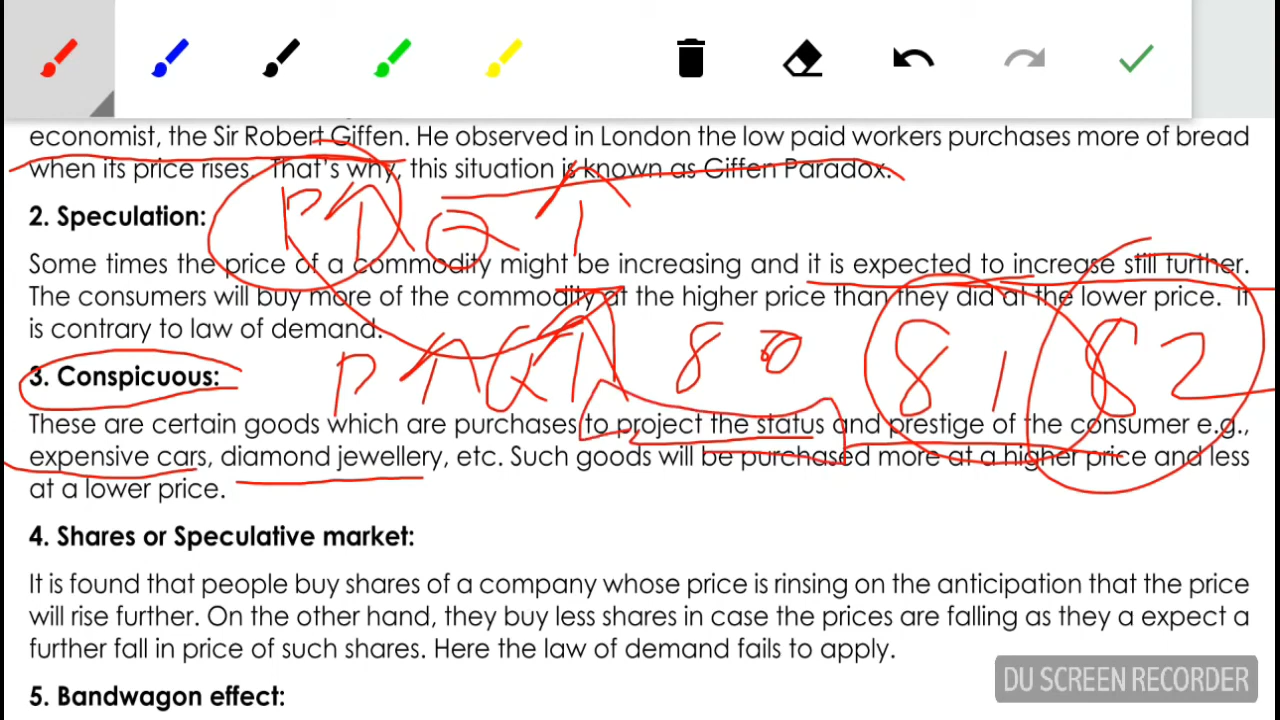 economist, the Sir Robert Giffen. He observed in London the low paid workers purchases more of bread
when its price rises. That's why, this situation is known as Giffen Paradox.
P↑ Q↑
2. Speculation:
Some times the price of a commodity might be increasing and it is expected to increase still further.
The consumers will buy more of the commodity at the higher price than they did at the lower price. It
is contrary to law of demand.
P↑ Q↑ 80 81 82
3. Conspicuous:
These are certain goods which are purchases to project the status and prestige of the consumer e.g.,
expensive cars, diamond jewellery, etc. Such goods will be purchased more at a higher price and less
at a lower price.
4. Shares or Speculative market:
It is found that people buy shares of a company whose price is rinsing on the anticipation that the price
will rise further. On the other hand, they buy less shares in case the prices are falling as they a expect a
further fall in price of such shares. Here the law of demand fails to apply.
5. Bandwagon effect:
DU SCREEN RECORDER